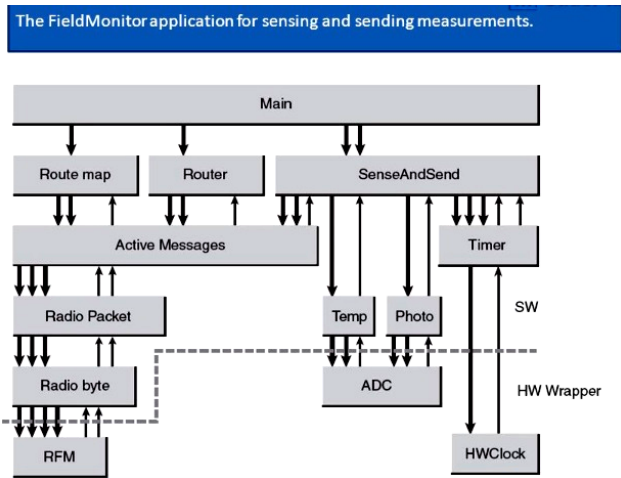 The FieldMonitor application for sensing and sending measurements.
Main
Route map
Router
SenseAndSend
Active Messages
Timer
Radio Packet
Temp
Photo
SW
Radio byte
ADC
HW Wrapper
RFM
HWClock